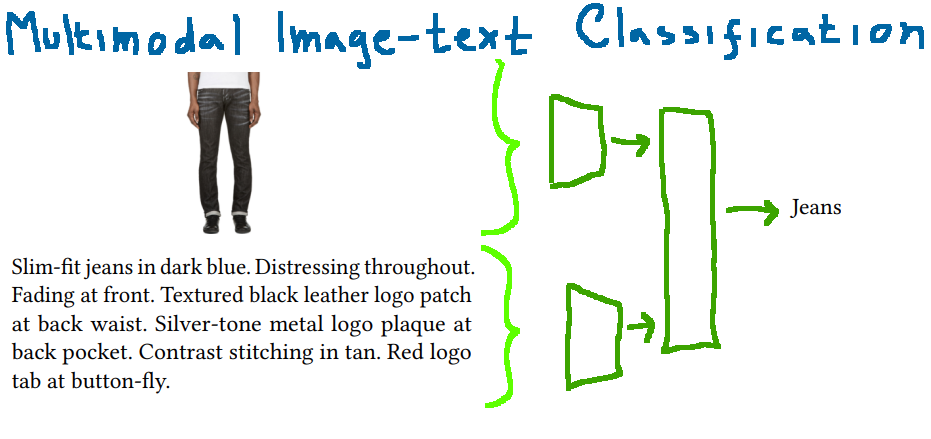 Multimodal Image-text Classification
Slim-fit jeans in dark blue. Distressing throughout.
Fading at front. Textured black leather logo patch
at back waist. Silver-tone metal logo plaque at
back pocket. Contrast stitching in tan. Red logo
tab at button-fly.
Jeans